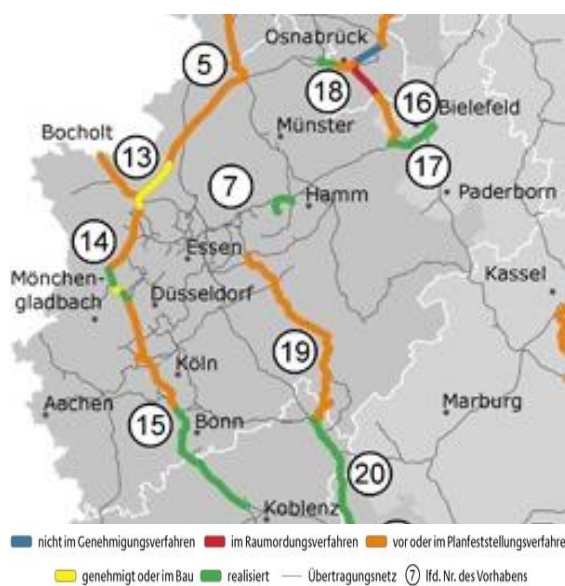 Osnabrück
5
18
16
Bielefeld
Bocholt
13
Münster
17
7
Hamm
Paderborn
14
Essen
Mönchen-
gladbach
Düsseldorf
Kassel
19
Köln
Aachen
15
Bonn
Marburg
20
Koblenz
nicht im Genehmigungsverfahren im Raumordungsverfahren vor oder im Planfeststellungsverfahre
genehmigt oder im Bau realisiert Übertragungsnetz 7 lfd. Nr. des Vorhabens